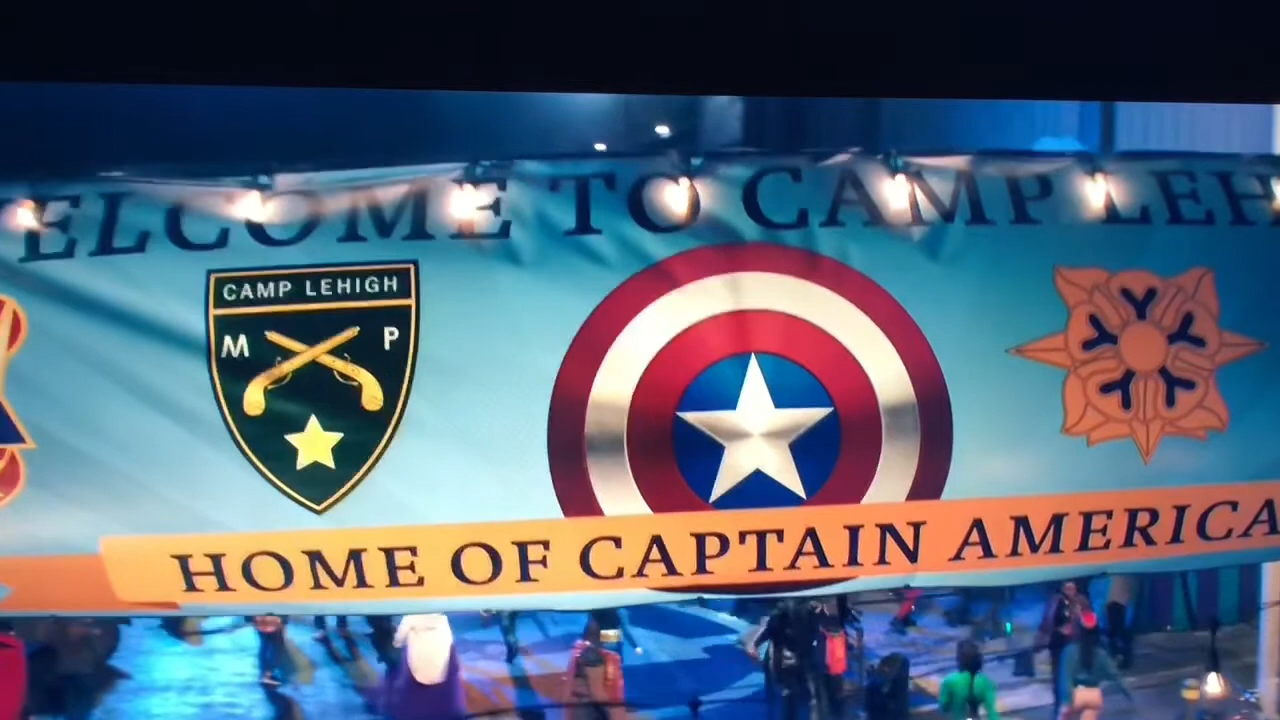 ELCOME TO CAMP LEH
CAMP LEHIGH
M P
HOME OF CAPTAIN AMERICA